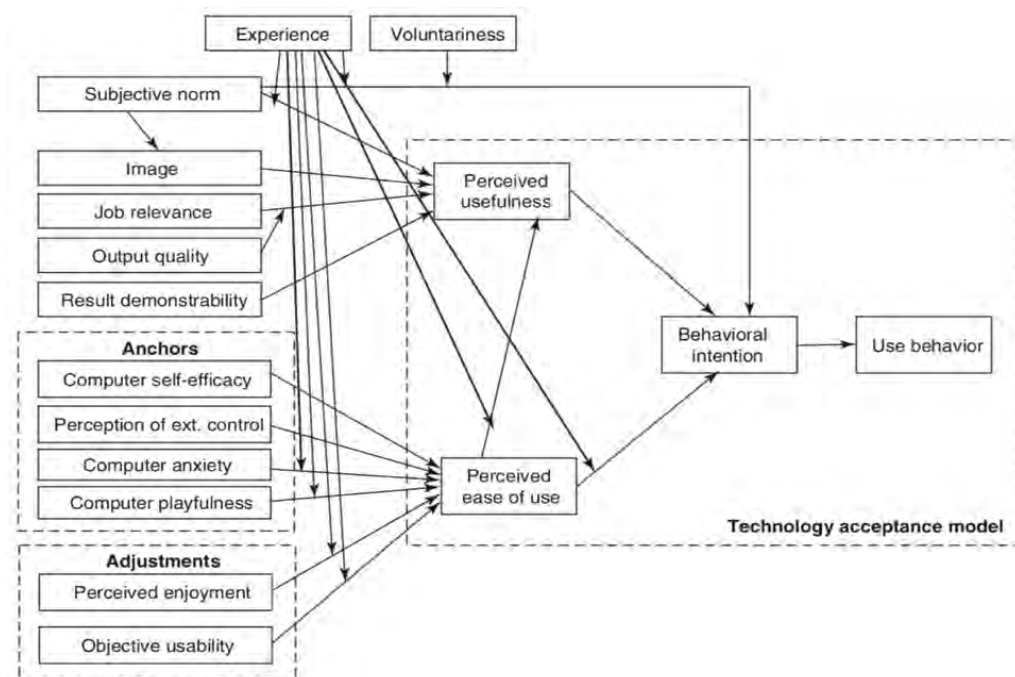 Experience
Voluntariness
Subjective norm
Image
Job relevance
Output quality
Result demonstrability
Perceived
usefulness
Behavioral
intention
Use behavior
Anchors
Computer self-efficacy
Perception of ext. control
Computer anxiety
Computer playfulness
Perceived
ease of use
Technology acceptance model
Adjustments
Perceived enjoyment
Objective usability